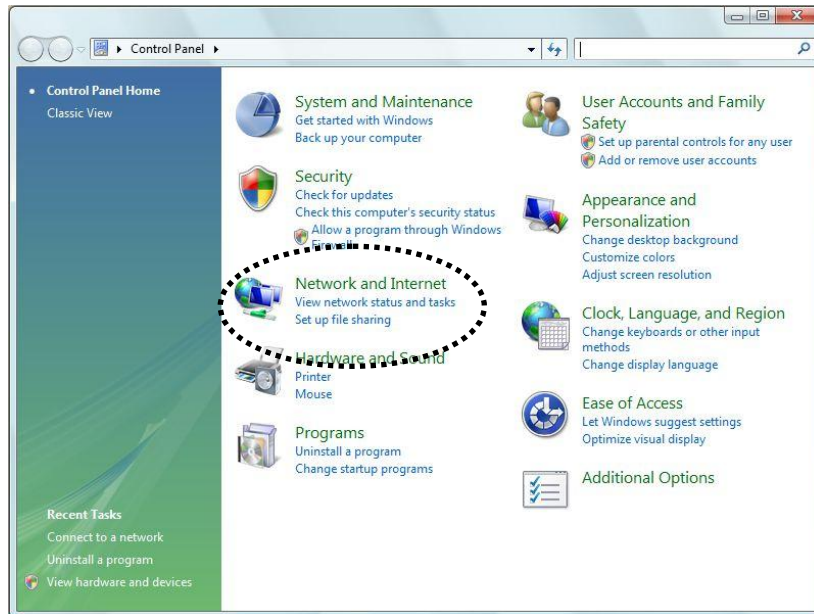 Control Panel
Control Panel Home
Classic View
Recent Tasks
Connect to a network
Uninstall a program
View hardware and devices
System and Maintenance
Get started with Windows
Back up your computer
Security
Check for updates
Check this computer's security status
Allow a program through Windows
Firewall
Network and Internet
View network status and tasks
Set up file sharing
Hardware and Sound
Printer
Mouse
Programs
Uninstall a program
Change startup programs
User Accounts and Family
Safety
Set up parental controls for any user
Add or remove user accounts
Appearance and
Personalization
Change desktop background
Customize colors
Adjust screen resolution
Clock, Language, and Region
Change keyboards or other input
methods
Change display language
Ease of Access
Let Windows suggest settings
Optimize visual display
Additional Options